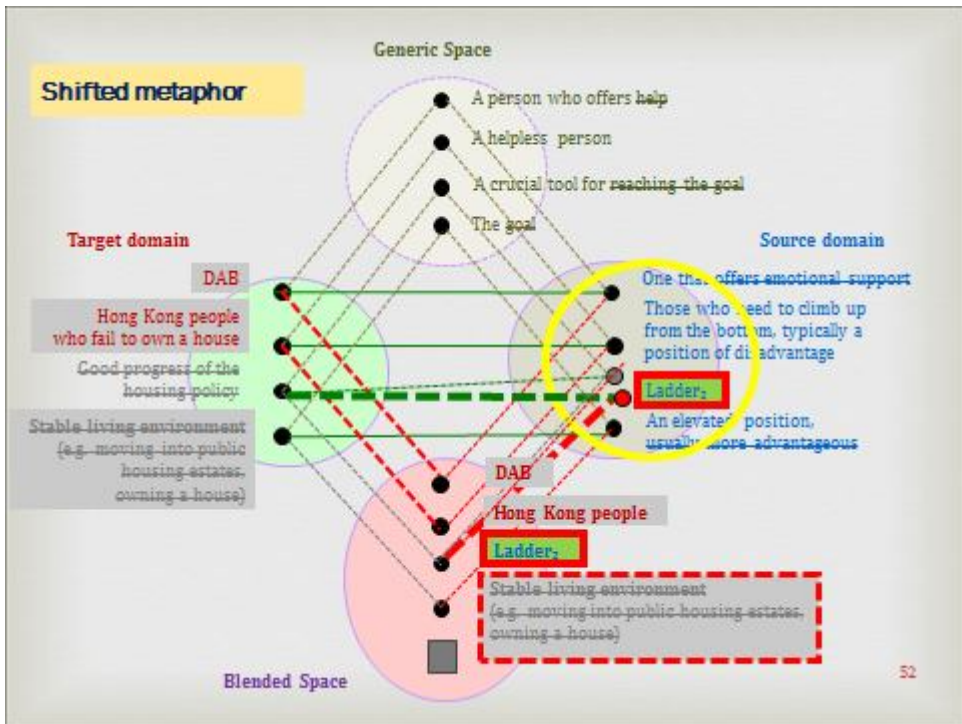 Generic Space
Shifted metaphor
A person who offers help
A helpless person
A crucial tool for reaching the goal
The goal
Target domain
Source domain
DAB
Hong Kong people
who fail to own a house
Good progress of the
housing policy
Stable living environment
(e.g. moving into public
housing estates,
owning a house)
One that offers emotional support
Those who need to climb up
from the bottom, typically a
position of disadvantage
Ladder₂
An elevated position,
usually more advantageous
DAB
Hong Kong people
Ladder₂
Stable living environment
(e.g. moving into public housing estates,
owning a house)
Blended Space
52